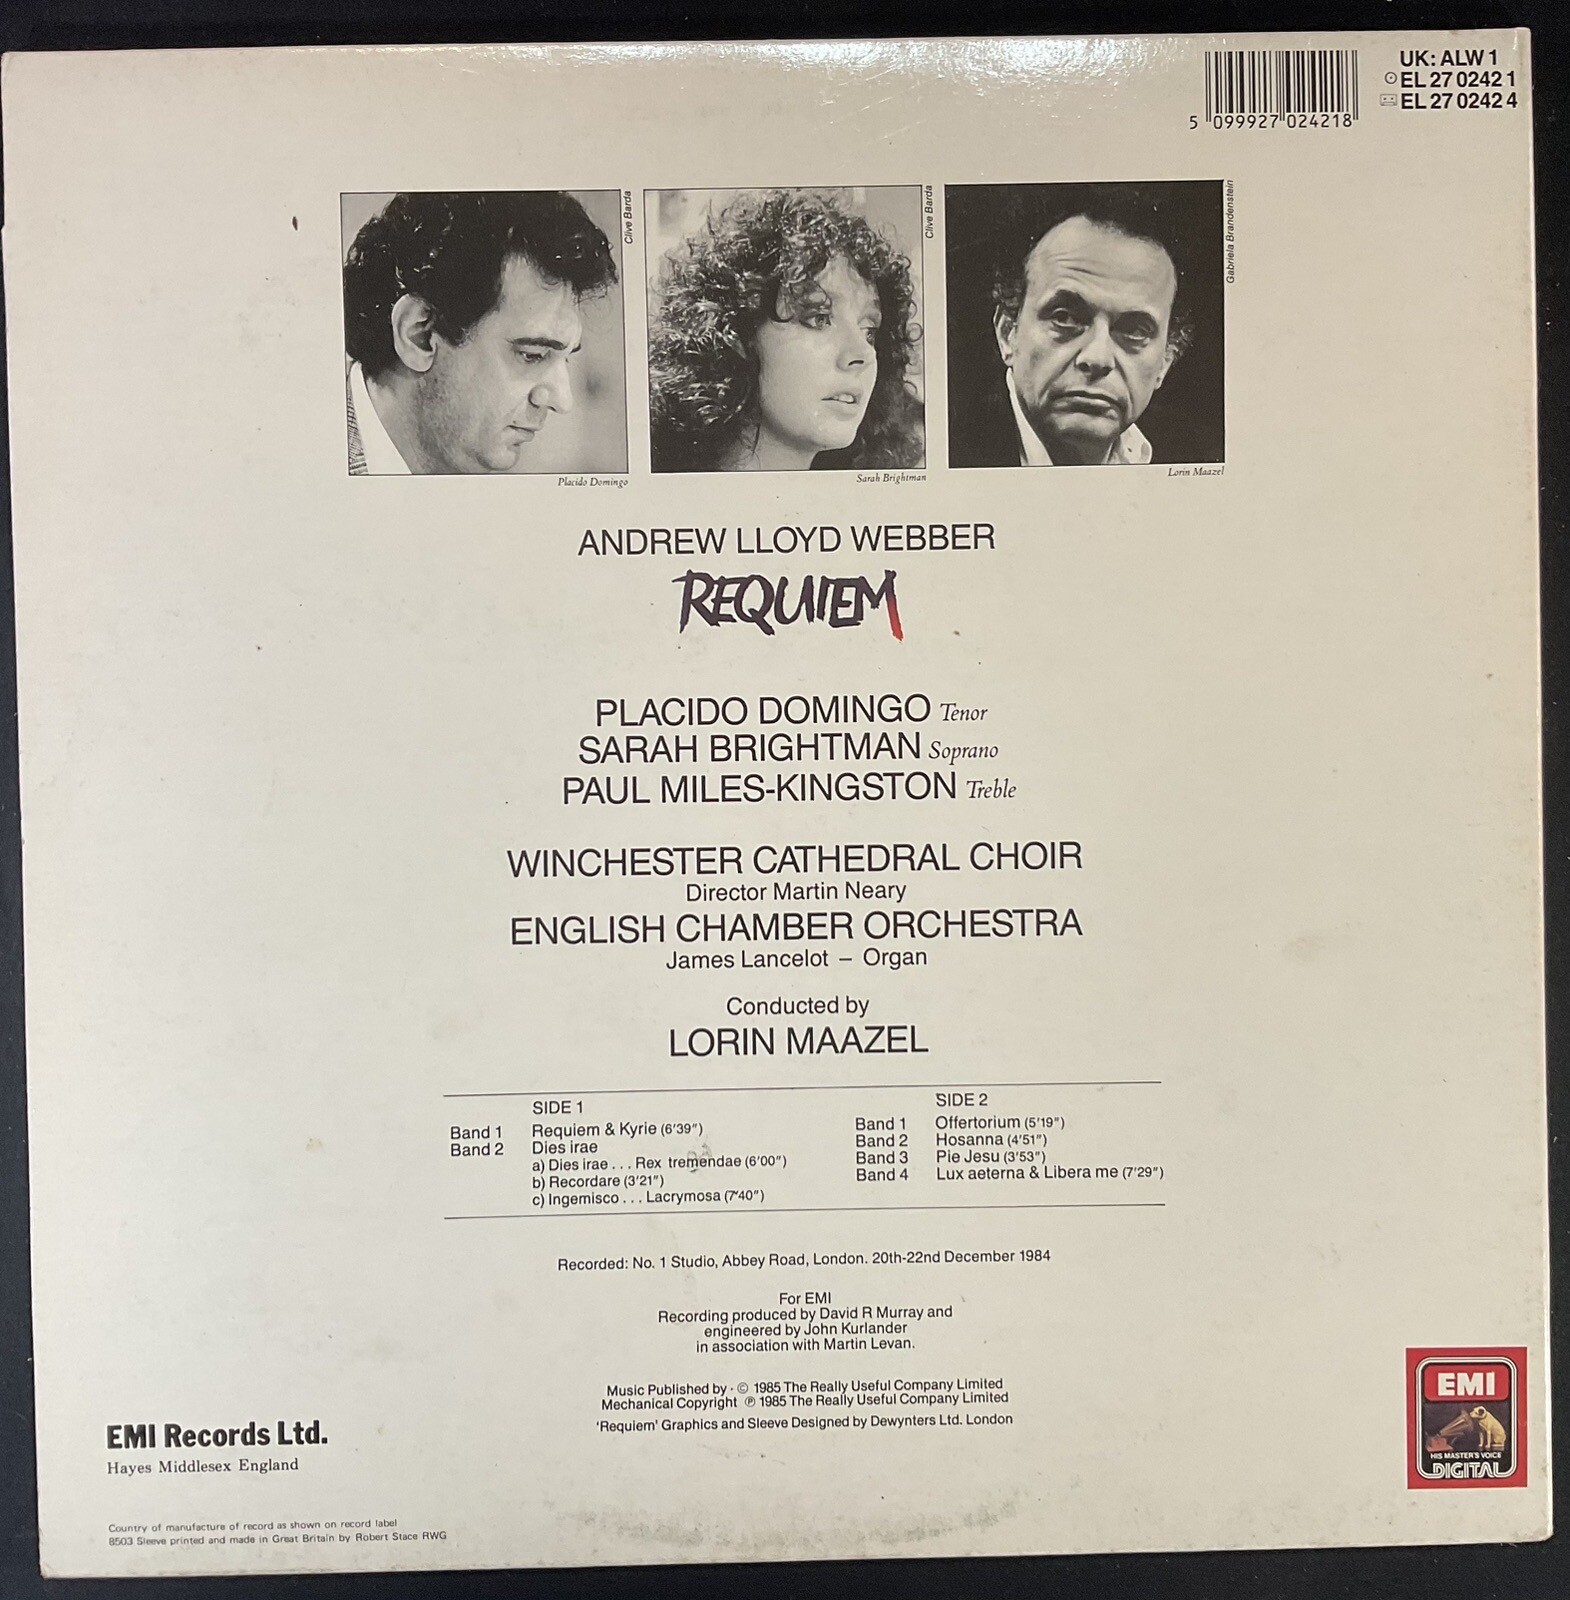 UK: ALW 1
EL 27 0242 1
EL 27 0242 4
5 099927 024218
Clive Barda
Clive Barda
Gabriela Brandenstein
Placido Domingo
Sarah Brightman
Lorin Maazel
ANDREW LLOYD WEBBER
REQUIEM
PLACIDO DOMINGO Tenor
SARAH BRIGHTMAN Soprano
PAUL MILES-KINGSTON Treble
WINCHESTER CATHEDRAL CHOIR
Director Martin Neary
ENGLISH CHAMBER ORCHESTRA
James Lancelot – Organ
Conducted by
LORIN MAAZEL
SIDE 1
Band 1 Requiem & Kyrie (6'39")
Band 2 Dies irae
a) Dies irae . . . Rex tremendae (6'00")
b) Recordare (3'21")
c) Ingemisco . . . Lacrymosa (7'40")
SIDE 2
Band 1 Offertorium (5'19")
Band 2 Hosanna (4'51")
Band 3 Pie Jesu (3'53")
Band 4 Lux aeterna & Libera me (7'29")
Recorded: No. 1 Studio, Abbey Road, London. 20th-22nd December 1984
For EMI
Recording produced by David R Murray and
engineered by John Kurlander
in association with Martin Levan.
Music Published by · © 1985 The Really Useful Company Limited
Mechanical Copyright ℗ 1985 The Really Useful Company Limited
'Requiem' Graphics and Sleeve Designed by Dewynters Ltd. London
EMI Records Ltd.
Hayes Middlesex England
Country of manufacture of record as shown on record label
8503 Sleeve printed and made in Great Britain by Robert Stace RWG
EMI
HIS MASTER'S VOICE
DIGITAL